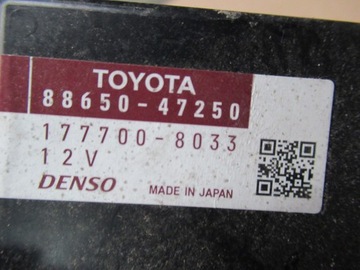 TOYOTA
88650-47250
177700-8033
12V
DENSO MADE IN JAPAN